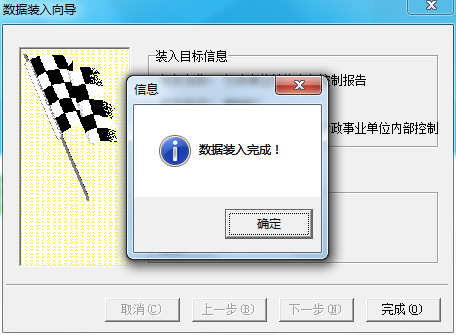 数据装入向导
装入目标信息
制报告
政事业单位内部控制
信息
数据装入完成！
确定
取消(C)
上一步(B)
下一步(N)
完成(O)